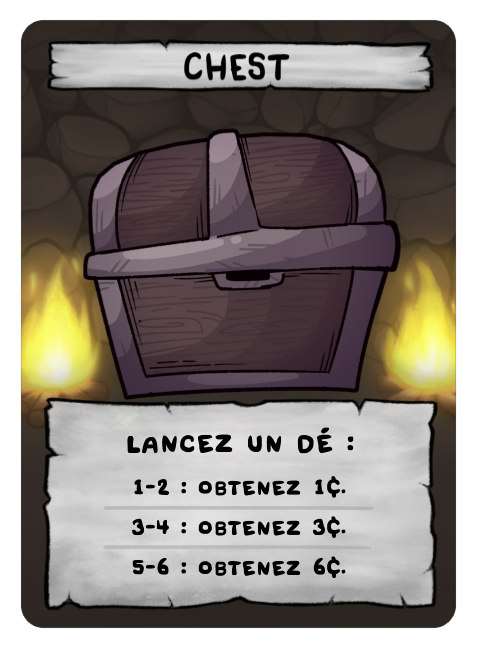 CHEST
LANCEZ UN DÉ :
1-2 : OBTENEZ 1₵.
3-4 : OBTENEZ 3₵.
5-6 : OBTENEZ 6₵.